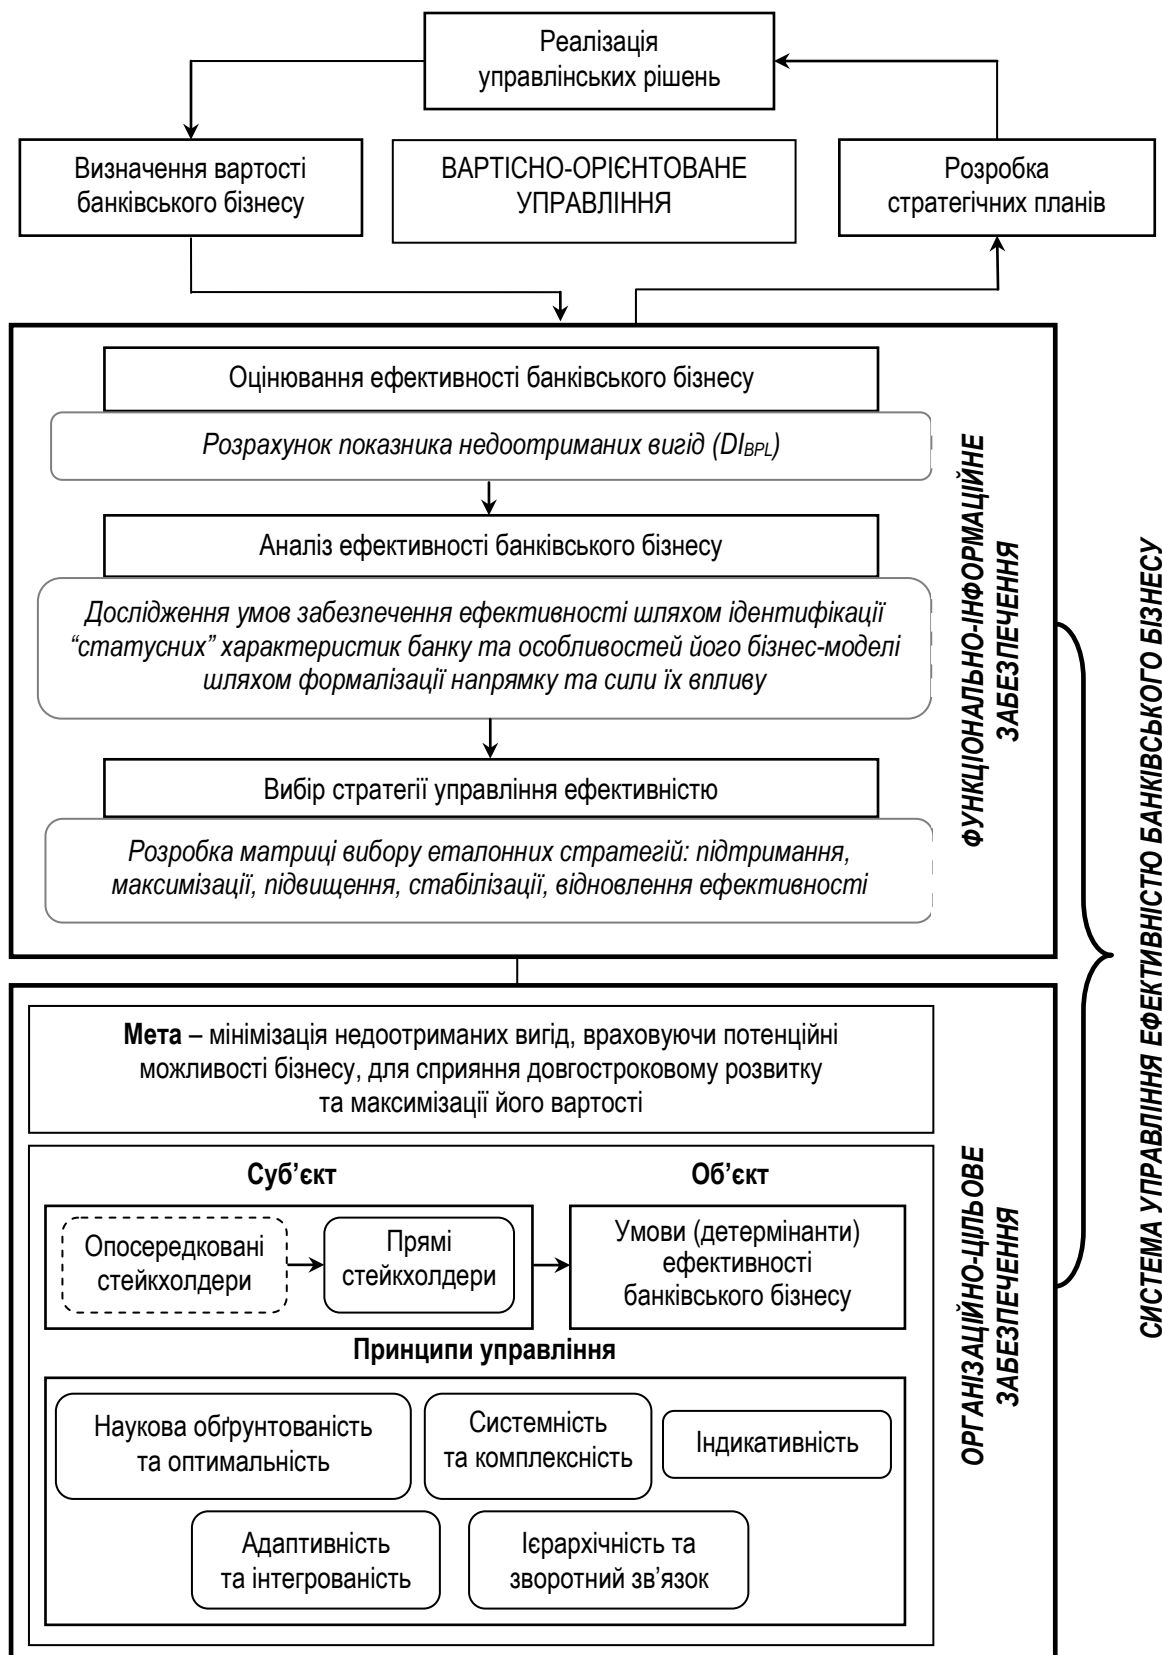 Реалізація
управлінських рішень
Визначення вартості
банківського бізнесу
ВАРТІСНО-ОРІЄНТОВАНЕ
УПРАВЛІННЯ
Розробка
стратегічних планів
Оцінювання ефективності банківського бізнесу
Розрахунок показника недоотриманих вигід (DIBPL)
Аналіз ефективності банківського бізнесу
Дослідження умов забезпечення ефективності шляхом ідентифікації
“статусних” характеристик банку та особливостей його бізнес-моделі
шляхом формалізації напрямку та сили їх впливу
Вибір стратегії управління ефективністю
Розробка матриці вибору еталонних стратегій: підтримання,
максимізації, підвищення, стабілізації, відновлення ефективності
ФУНКЦІОНАЛЬНО-ІНФОРМАЦІЙНЕ
ЗАБЕЗПЕЧЕННЯ
Мета – мінімізація недоотриманих вигід, враховуючи потенційні
можливості бізнесу, для сприяння довгостроковому розвитку
та максимізації його вартості
Суб’єкт
Об’єкт
Опосередковані
стейкхолдери
Прямі
стейкхолдери
Умови (детермінанти)
ефективності
банківського бізнесу
Принципи управління
Наукова обґрунтованість
та оптимальність
Системність
та комплексність
Індикативність
Адаптивність
та інтегрованість
Ієрархічність та
зворотний зв’язок
ОРГАНІЗАЦІЙНО-ЦІЛЬОВЕ
ЗАБЕЗПЕЧЕННЯ
СИСТЕМА УПРАВЛІННЯ ЕФЕКТИВНІСТЮ БАНКІВСЬКОГО БІЗНЕСУ